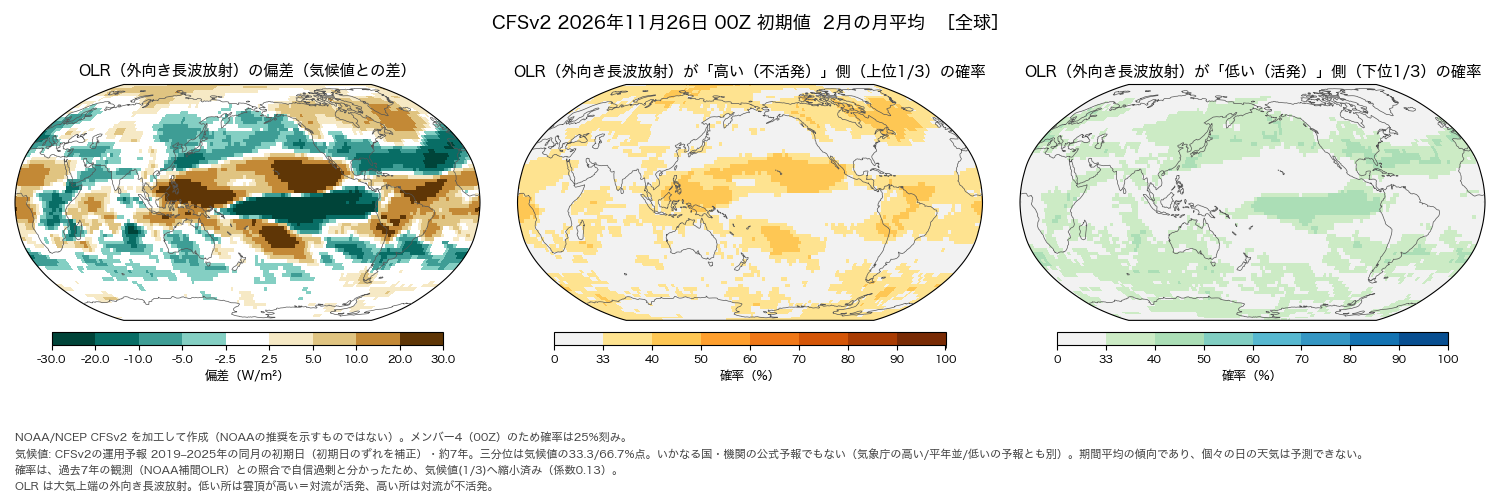 CFSv2 2026年11月26日 00Z 初期値 2月の月平均 ［全球］
OLR（外向き長波放射）の偏差（気候値との差）
OLR（外向き長波放射）が「高い（不活発）」側（上位1/3）の確率
OLR（外向き長波放射）が「低い（活発）」側（下位1/3）の確率
-30.0 -20.0 -10.0 -5.0 -2.5 2.5 5.0 10.0 20.0 30.0
偏差（W/m²）
0 33 40 50 60 70 80 90 100
確率（%）
0 33 40 50 60 70 80 90 100
確率（%）
NOAA/NCEP CFSv2 を加工して作成（NOAAの推奨を示すものではない）。メンバー4（00Z）のため確率は25%刻み。
気候値: CFSv2の運用予報 2019–2025年の同月の初期日（初期日のずれを補正）・約7年。三分位は気候値の33.3/66.7%点。いかなる国・機関の公式予報でもない（気象庁の高い/平年並/低いの予報とも別）。期間平均の傾向であり、個々の日の天気は予測できない。
確率は、過去7年の観測（NOAA補間OLR）との照合で自信過剰と分かったため、気候値(1/3)へ縮小済み（係数0.13）。
OLR は大気上端の外向き長波放射。低い所は雲頂が高い＝対流が活発、高い所は対流が不活発。